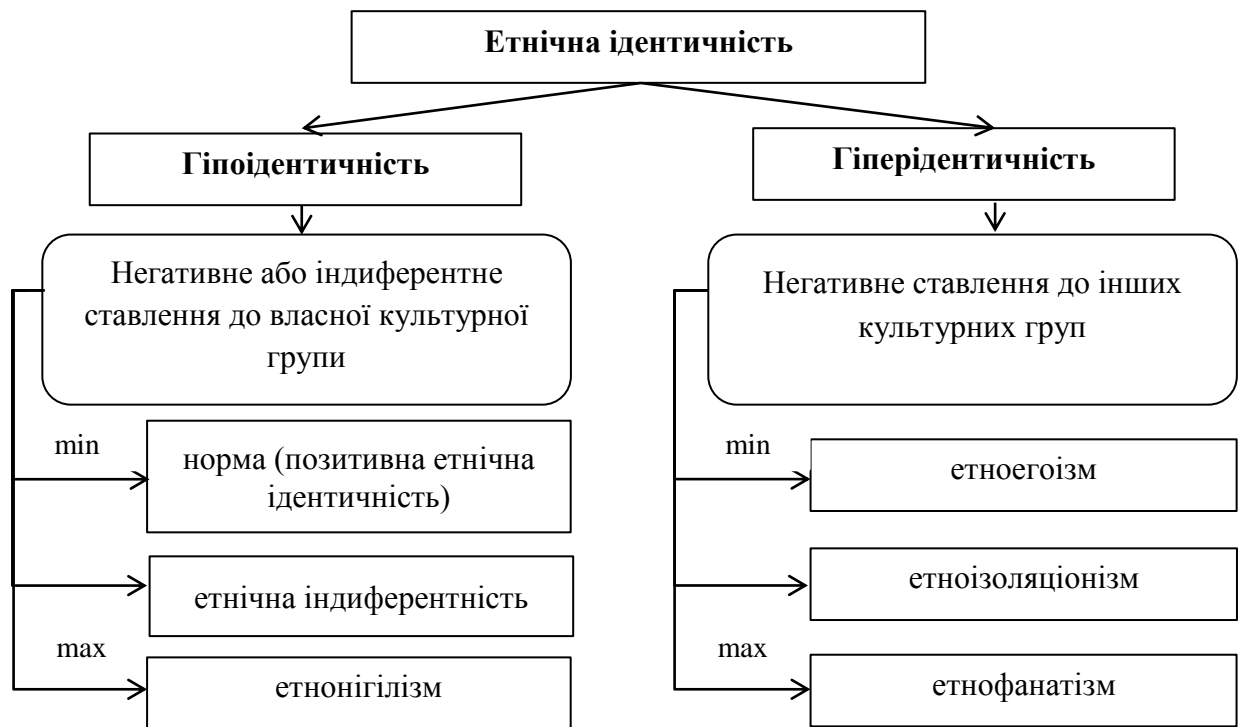 Етнічна ідентичність
Гіпоідентичність
Негативне або індиферентне
ставлення до власної культурної
групи
min
норма (позитивна етнічна
ідентичність)
етнічна індиферентність
max
етнонігілізм
Гіперідентичність
Негативне ставлення до інших
культурних груп
min
етноегоїзм
етноізоляціонізм
max
етнофанатізм